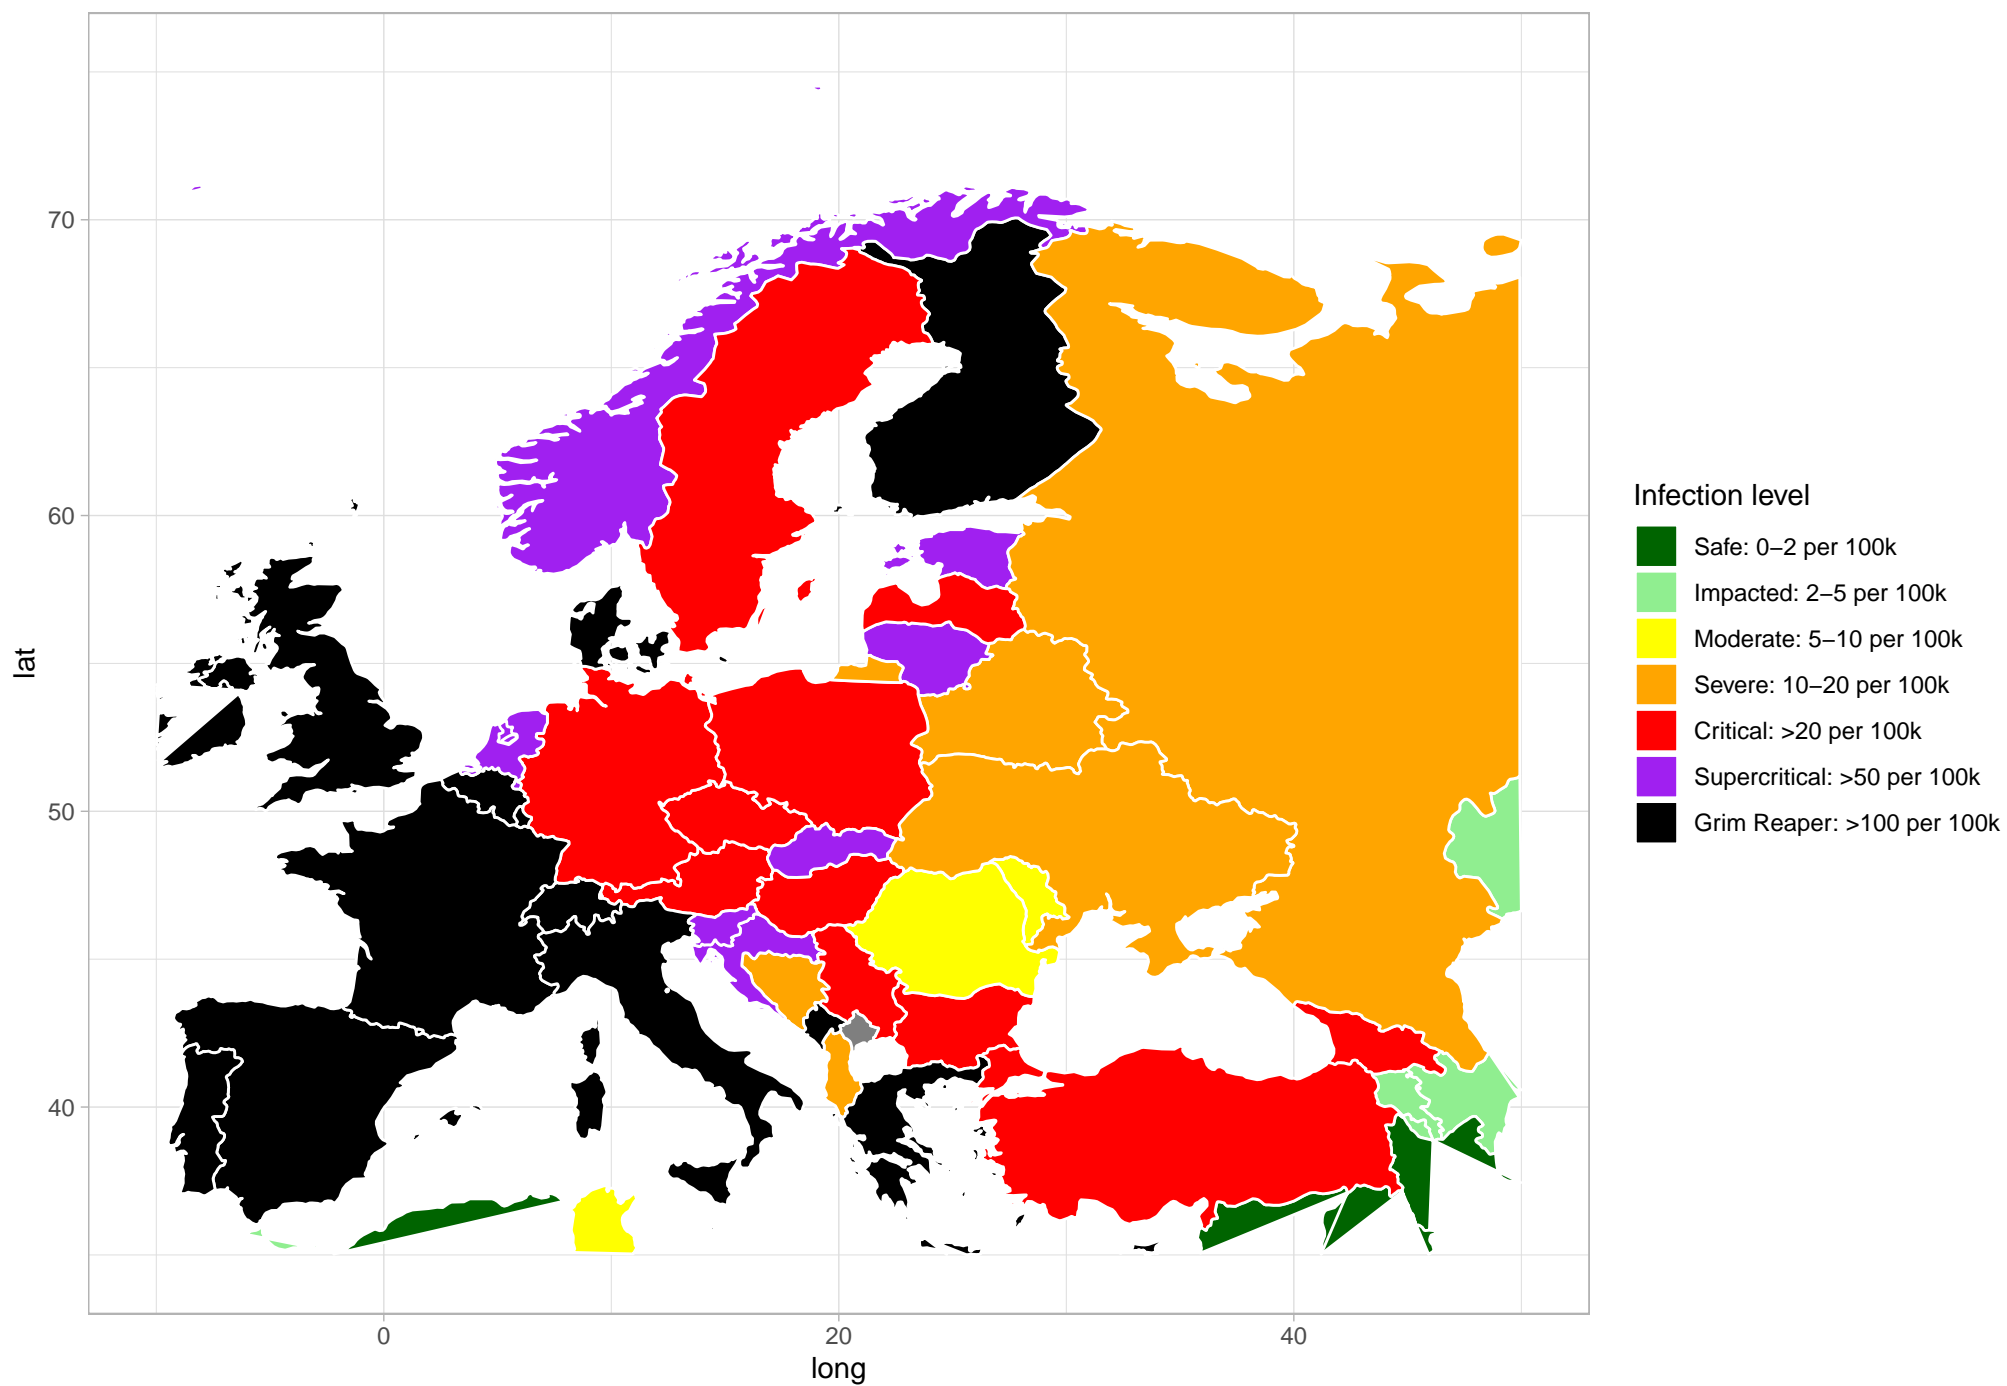 70
60
50
40
lat
0
20
40
long
Infection level
Safe: 0−2 per 100k
Impacted: 2−5 per 100k
Moderate: 5−10 per 100k
Severe: 10−20 per 100k
Critical: >20 per 100k
Supercritical: >50 per 100k
Grim Reaper: >100 per 100k